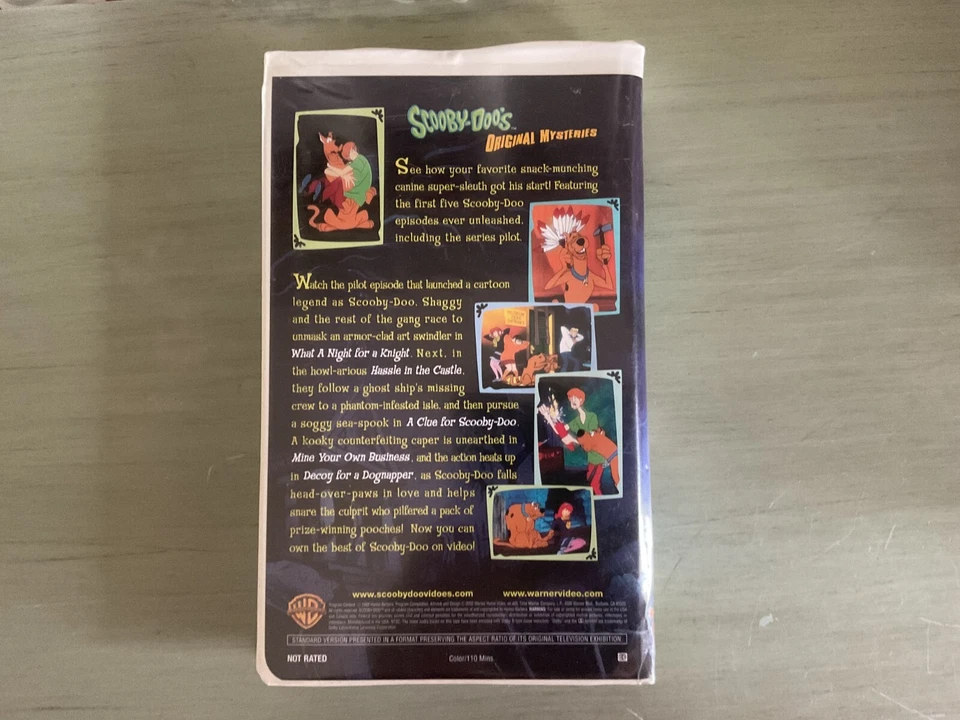 SCOOBY-DOO'S
ORIGINAL MYSTERIES
See how your favorite snack-munching
canine super-sleuth got his start! Featuring
the first five Scooby-Doo
episodes ever unleashed,
including the series pilot.
Watch the pilot episode that launched a cartoon
legend as Scooby-Doo, Shaggy
and the rest of the gang race to
unmask an armor-clad art swindler in
What A Night for a Knight. Next, in
the howl-arious Hassle in the Castle,
they follow a ghost ship's missing
crew to a phantom-infested isle, and then pursue
a soggy sea-spook in A Clue for Scooby-Doo.
A kooky counterfeiting caper is unearthed in
Mine Your Own Business, and the action heats up
in Decoy for a Dognapper, as Scooby-Doo falls
head-over-paws in love and helps
snare the culprit who pilfered a pack of
prize-winning pooches! Now you can
own the best of Scooby-Doo on video!
www.scoobydoovidoes.com www.warnervideo.com
STANDARD VERSION PRESENTED IN A FORMAT PRESERVING THE ASPECT RATIO OF ITS ORIGINAL TELEVISION EXHIBITION.
NOT RATED Color/110 Mins.